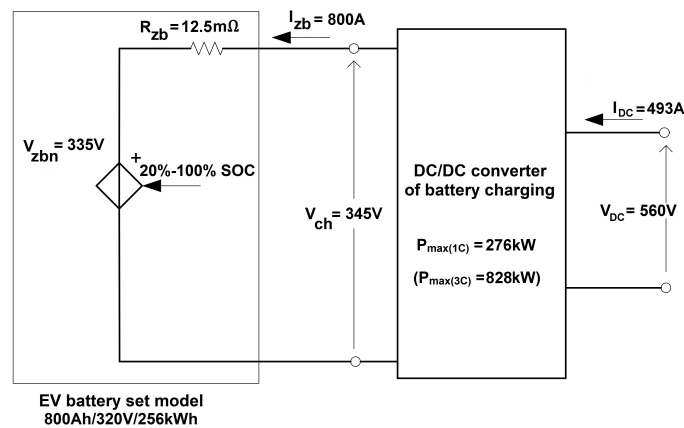 R_zb = 12.5mΩ
I_zb = 800A
I_DC = 493A
V_zbn = 335V
+
20%-100% SOC
V_ch = 345V
DC/DC converter
of battery charging
P_max(1C) = 276kW
(P_max(3C) = 828kW)
V_DC = 560V
EV battery set model
800Ah/320V/256kWh